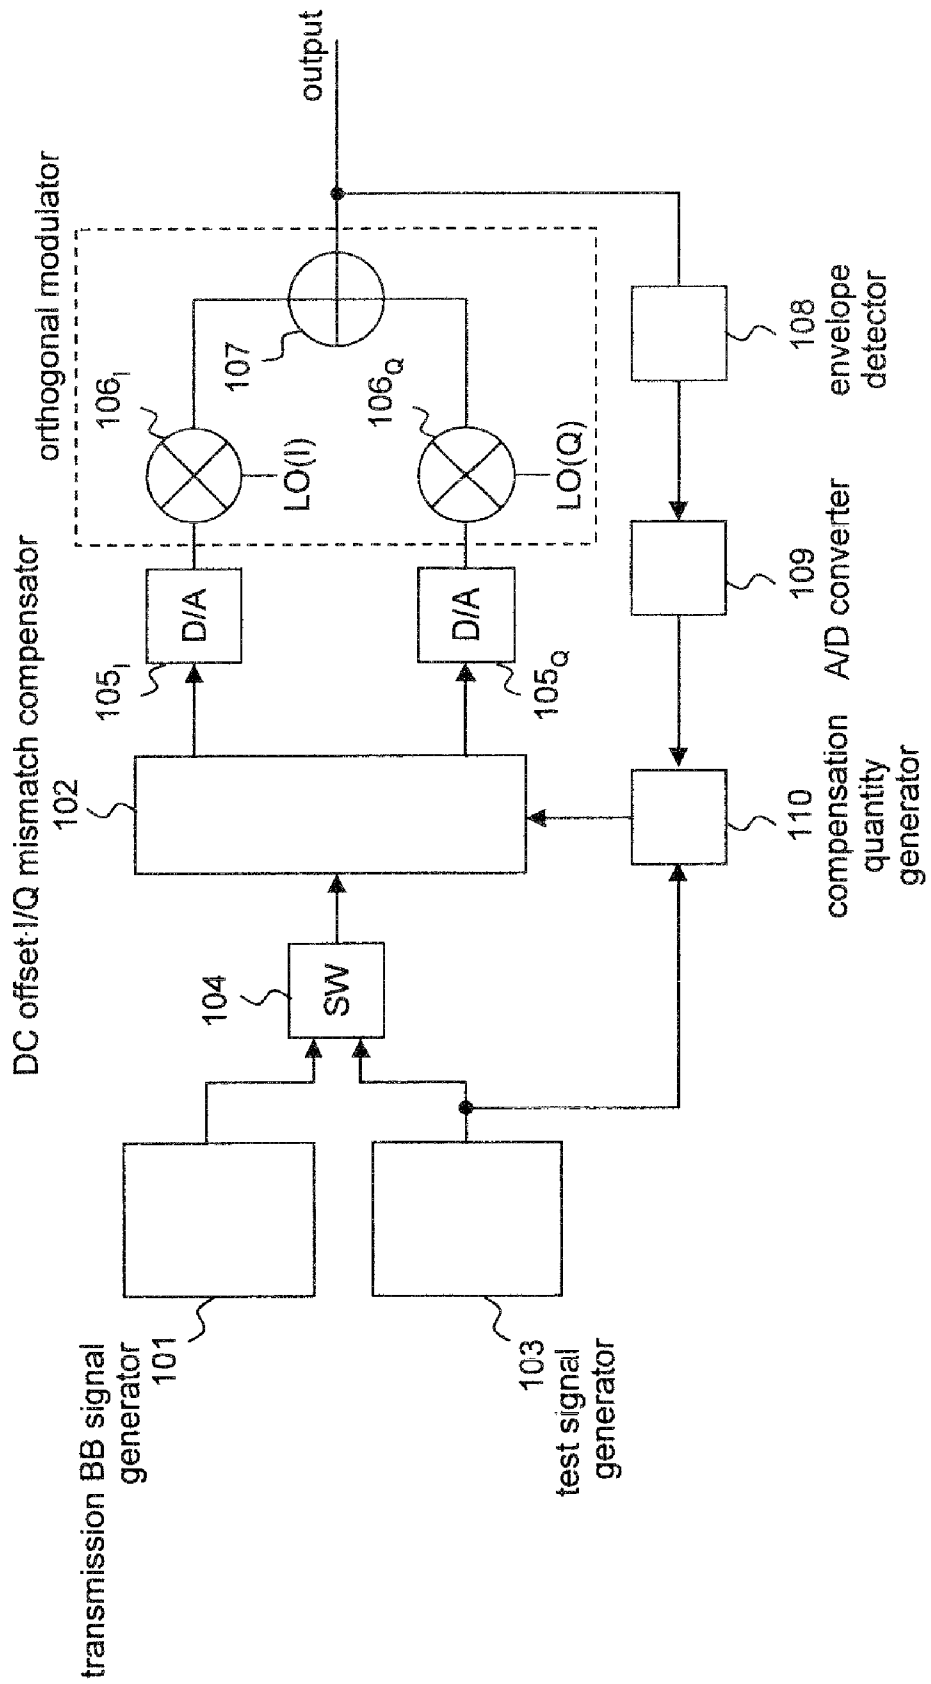 DC offset·I/Q mismatch compensator
orthogonal modulator
transmission BB signal
generator
101
104
SW
102
105I
D/A
106I
LO(I)
107
output
103
test signal
generator
105Q
D/A
106Q
LO(Q)
110
compensation
quantity
generator
109
A/D converter
108
envelope
detector